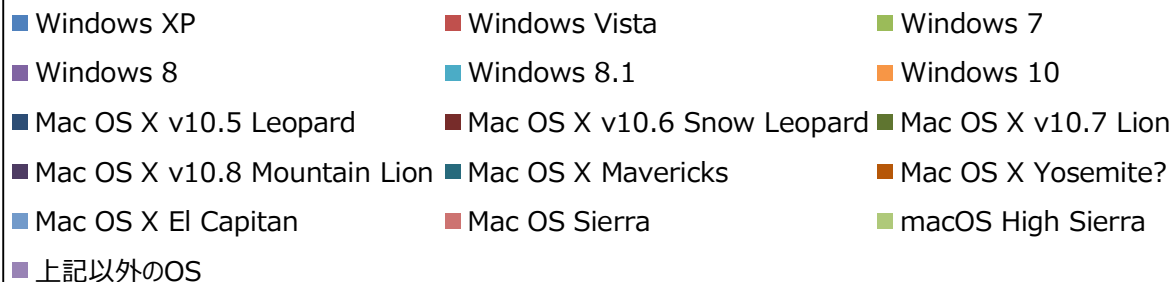 Windows XP Windows Vista Windows 7
Windows 8 Windows 8.1 Windows 10
Mac OS X v10.5 Leopard Mac OS X v10.6 Snow Leopard Mac OS X v10.7 Lion
Mac OS X v10.8 Mountain Lion Mac OS X Mavericks Mac OS X Yosemite?
Mac OS X El Capitan Mac OS Sierra macOS High Sierra
上記以外のOS